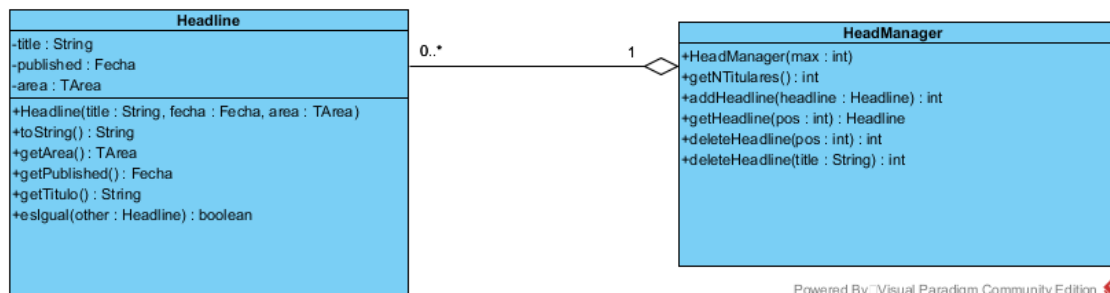 Headline
-title : String
-published : Fecha
-area : TArea
+Headline(title : String, fecha : Fecha, area : TArea)
+toString() : String
+getArea() : TArea
+getPublished() : Fecha
+getTitulo() : String
+esIgual(other : Headline) : boolean
0..*
1
HeadManager
+HeadManager(max : int)
+getNTitulares() : int
+addHeadline(headline : Headline) : int
+getHeadline(pos : int) : Headline
+deleteHeadline(pos : int) : int
+deleteHeadline(title : String) : int
Powered By Visual Paradigm Community Edition